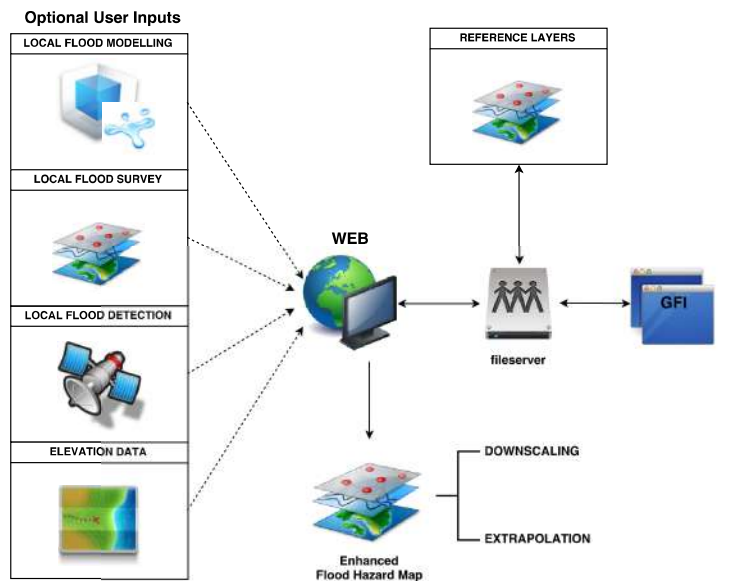 Optional User Inputs
LOCAL FLOOD MODELLING
LOCAL FLOOD SURVEY
LOCAL FLOOD DETECTION
ELEVATION DATA
WEB
REFERENCE LAYERS
fileserver
GFI
Enhanced
Flood Hazard Map
DOWNSCALING
EXTRAPOLATION